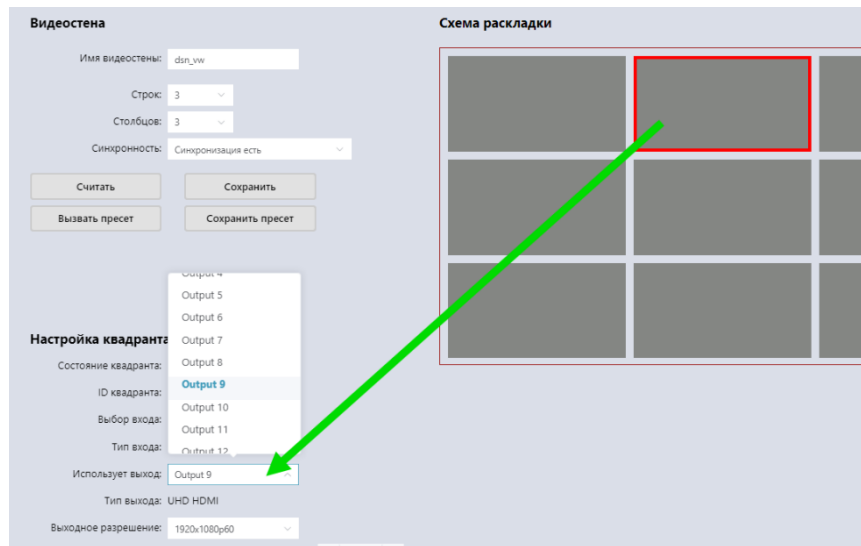 Видеостена
Схема раскладки
Имя видеостены: dsn_vw
Строк: 3
Столбцов: 3
Синхронность: Синхронизация есть
Считать
Сохранить
Вызвать пресет
Сохранить пресет
Output 4
Output 5
Output 6
Настройка квадранта
Output 7
Состояние квадранта:
Output 8
Output 9
ID квадранта:
Output 10
Выбор входа:
Output 11
Тип входа:
Output 12
Использует выход: Output 9
Тип выхода: UHD HDMI
Выходное разрешение: 1920x1080p60